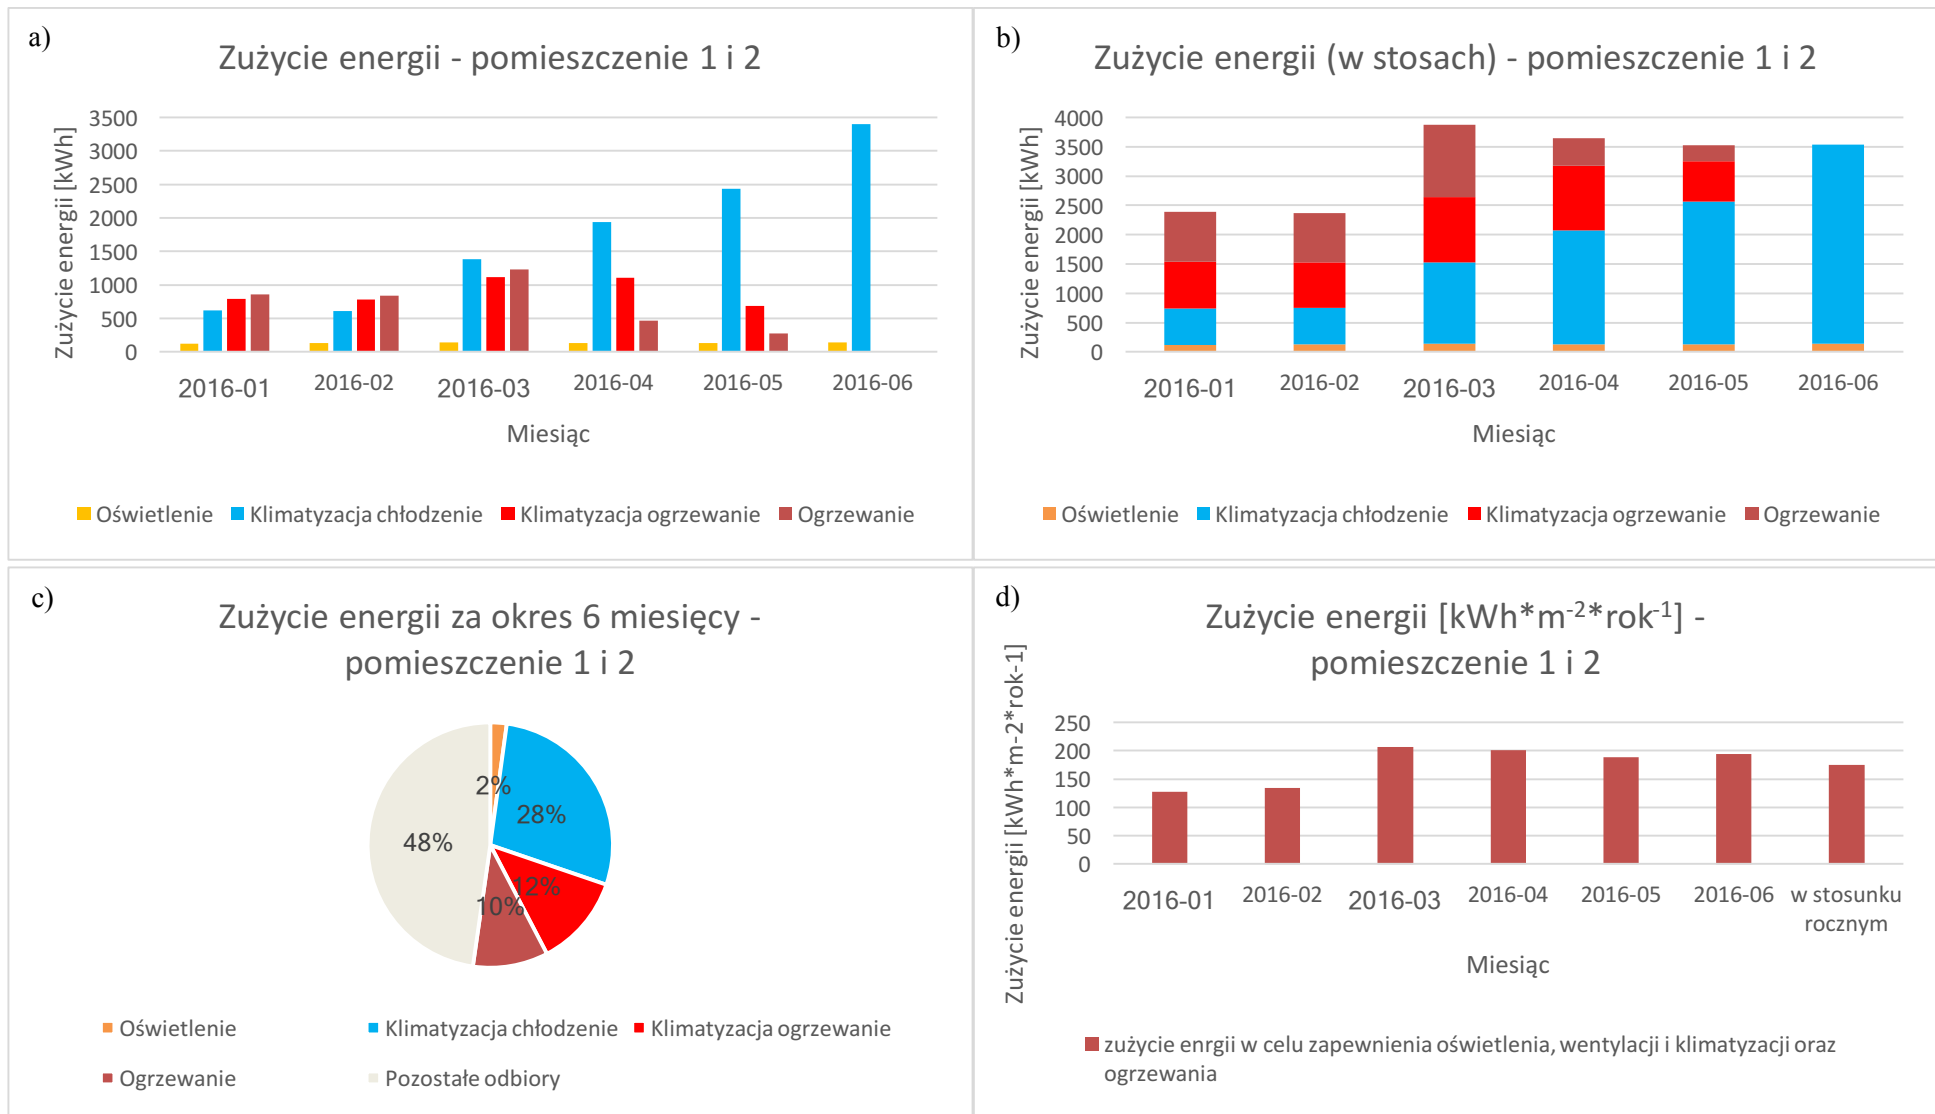 a)
Zużycie energii - pomieszczenie 1 i 2
Zużycie energii [kWh]
3500
3000
2500
2000
1500
1000
500
0
2016-01 2016-02 2016-03 2016-04 2016-05 2016-06
Miesiąc
Oświetlenie Klimatyzacja chłodzenie Klimatyzacja ogrzewanie Ogrzewanie
b)
Zużycie energii (w stosach) - pomieszczenie 1 i 2
Zużycie energii [kWh]
4000
3500
3000
2500
2000
1500
1000
500
0
2016-01 2016-02 2016-03 2016-04 2016-05 2016-06
Miesiąc
Oświetlenie Klimatyzacja chłodzenie Klimatyzacja ogrzewanie Ogrzewanie
c)
Zużycie energii za okres 6 miesięcy -
pomieszczenie 1 i 2
2%
28%
48%
12%
10%
Oświetlenie Klimatyzacja chłodzenie Klimatyzacja ogrzewanie
Ogrzewanie Pozostałe odbiory
d)
Zużycie energii [kWh*m⁻²*rok⁻¹] -
pomieszczenie 1 i 2
Zużycie energii [kWh*m-2*rok-1]
250
200
150
100
50
0
2016-01 2016-02 2016-03 2016-04 2016-05 2016-06 w stosunku
rocznym
Miesiąc
zużycie enrgii w celu zapewnienia oświetlenia, wentylacji i klimatyzacji oraz
ogrzewania